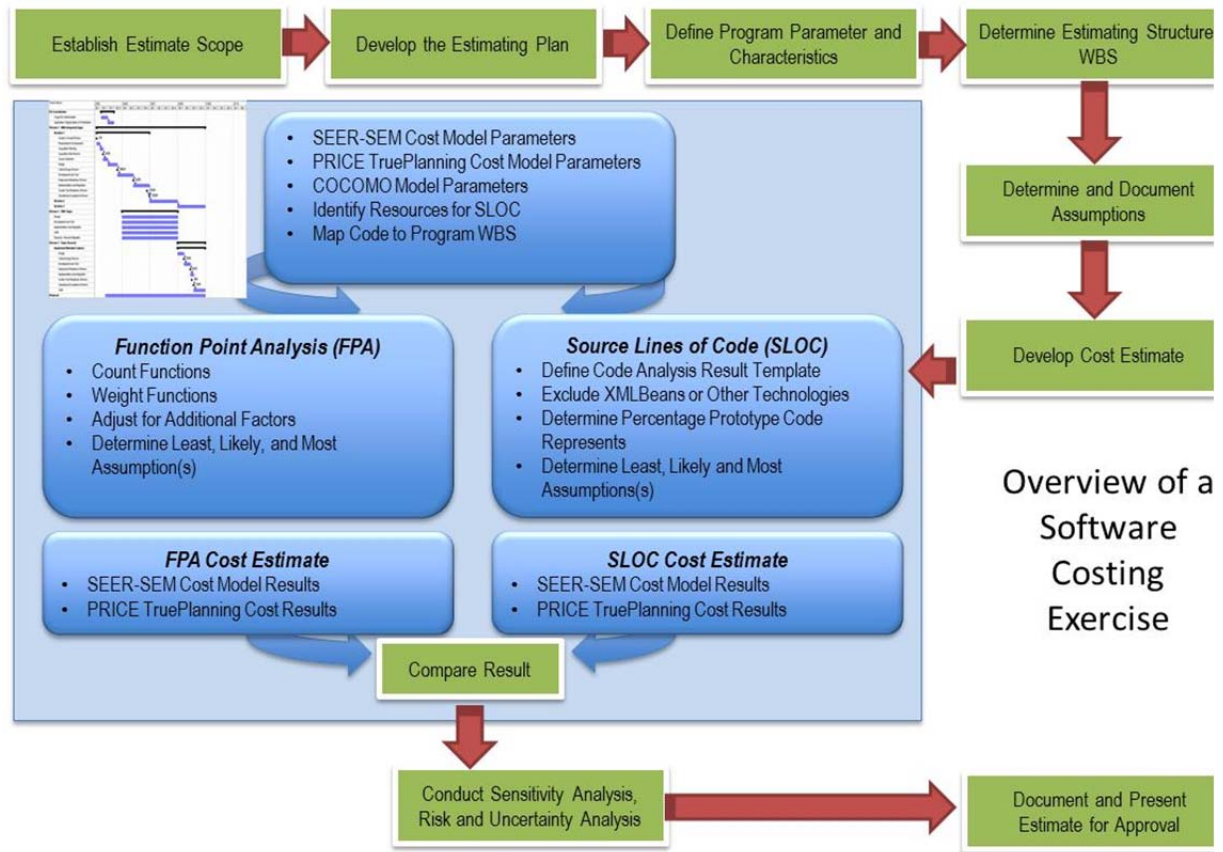 Establish Estimate Scope
Develop the Estimating Plan
Define Program Parameter and
Characteristics
Determine Estimating Structure
WBS
• SEER-SEM Cost Model Parameters
• PRICE TruePlanning Cost Model Parameters
• COCOMO Model Parameters
• Identify Resources for SLOC
• Map Code to Program WBS
Determine and Document
Assumptions
Develop Cost Estimate
Function Point Analysis (FPA)
• Count Functions
• Weight Functions
• Adjust for Additional Factors
• Determine Least, Likely, and Most
Assumption(s)
Source Lines of Code (SLOC)
• Define Code Analysis Result Template
• Exclude XMLBeans or Other Technologies
• Determine Percentage Prototype Code
Represents
• Determine Least, Likely and Most
Assumptions(s)
Overview of a
Software
Costing
Exercise
FPA Cost Estimate
• SEER-SEM Cost Model Results
• PRICE TruePlanning Cost Results
SLOC Cost Estimate
• SEER-SEM Cost Model Results
• PRICE TruePlanning Cost Results
Compare Result
Conduct Sensitivity Analysis,
Risk and Uncertainty Analysis
Document and Present
Estimate for Approval